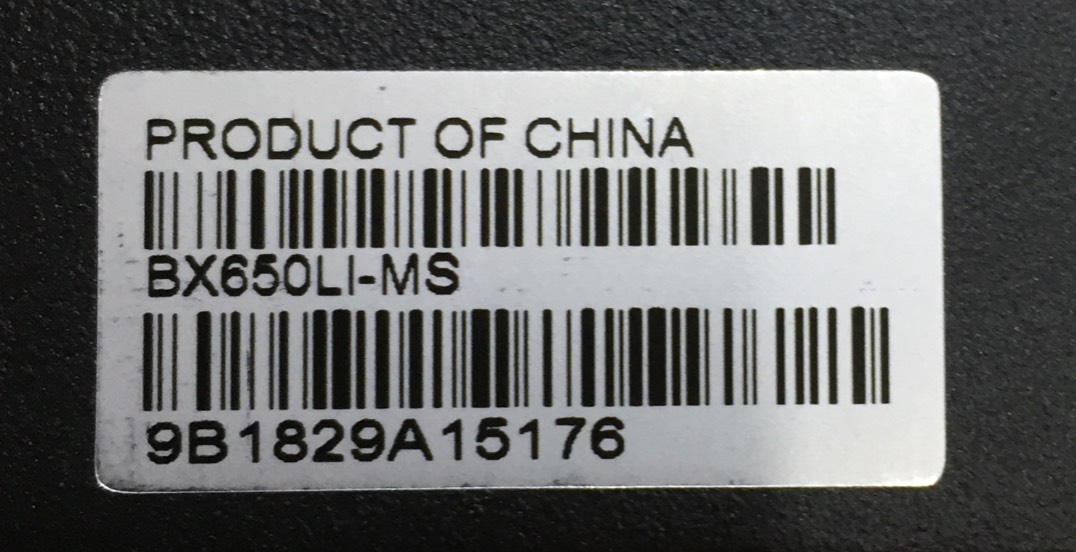 PRODUCT OF CHINA
BX650LI-MS
9B1829A15176